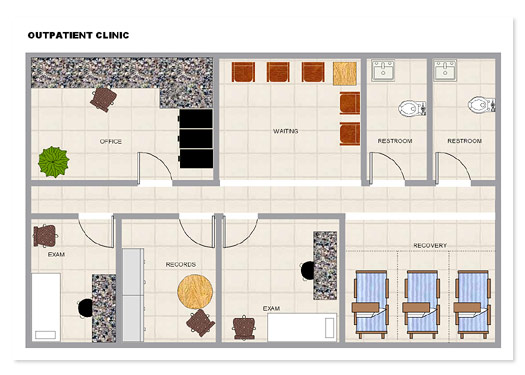 OUTPATIENT CLINIC
OFFICE
WAITING
RESTROOM
RESTROOM
EXAM
RECORDS
EXAM
RECOVERY